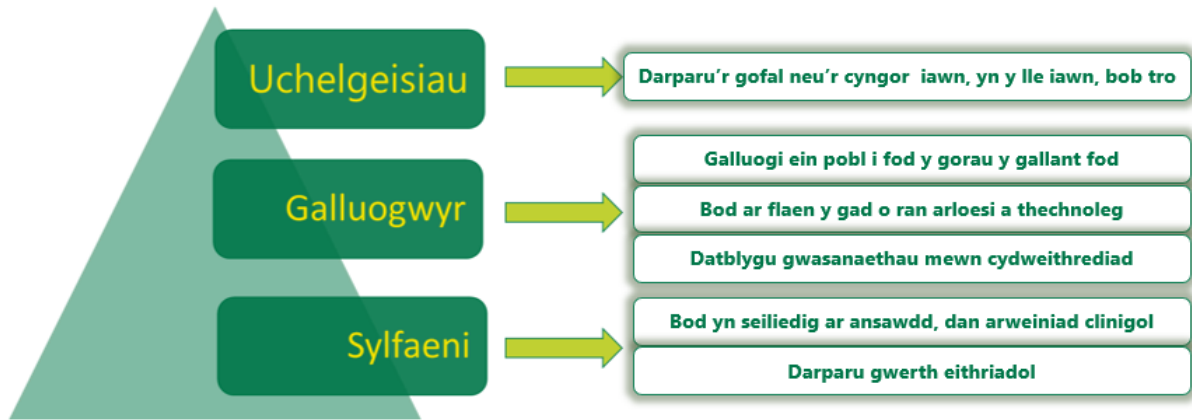 Uchelgeisiau
Darparu’r gofal neu’r cyngor  iawn, yn y lle iawn, bob tro
Galluogwyr
Galluogi ein pobl i fod y gorau y gallant fod
Bod ar flaen y gad o ran arloesi a thechnoleg
Datblygu gwasanaethau mewn cydweithrediad
Sylfaeni
Bod yn seiliedig ar ansawdd, dan arweiniad clinigol
Darparu gwerth eithriadol